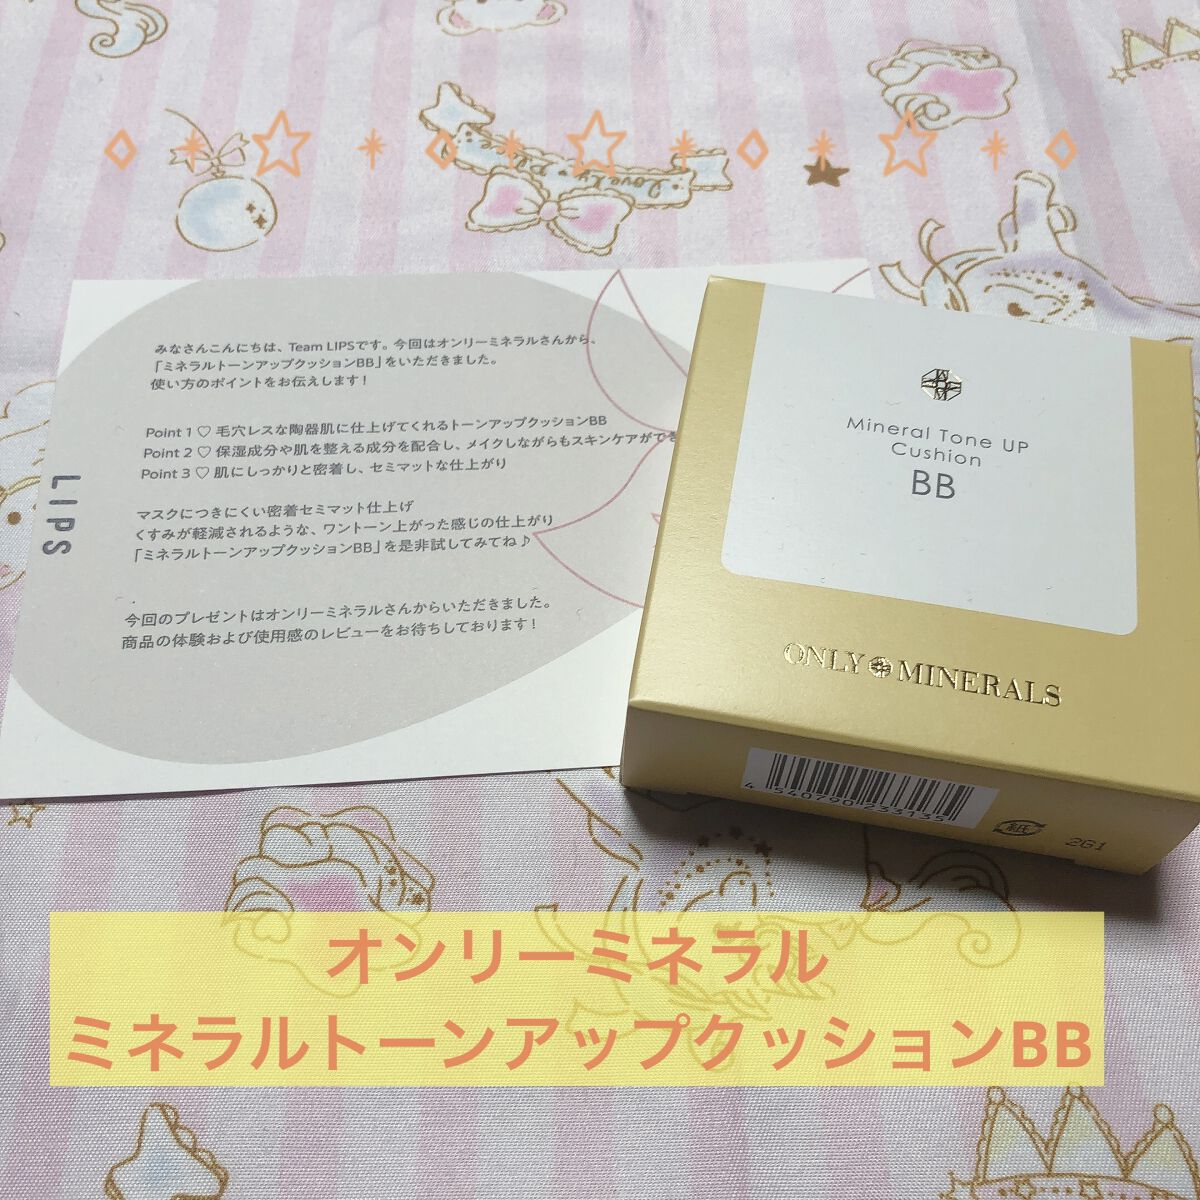 Lovely
みなさんこんにちは、Team LIPSです。今回はオンリーミネラルさんから、
「ミネラルトーンアップクッションBB」をいただきました。
使い方のポイントをお伝えします!
Point 1 ♡ 毛穴レスな陶器肌に仕上げてくれるトーンアップクッションBB
Point 2 ♡ 保湿成分や肌を整える成分を配合し、メイクしながらもスキンケアができ
Point 3 ♡ 肌にしっかりと密着し、セミマットな仕上がり
マスクにつきにくい密着セミマット仕上げ
くすみが軽減されるような、ワントーン上がった感じの仕上がり
「ミネラルトーンアップクッションBB」を是非試してみてね♪
今回のプレゼントはオンリーミネラルさんからいただきました。
商品の体験および使用感のレビューをお待ちしております!
LIPS
Mineral Tone UP
Cushion
BB
ONLY MINERALS
4 540790 233135
紙
2G1
オンリーミネラル
ミネラルトーンアップクッションBB